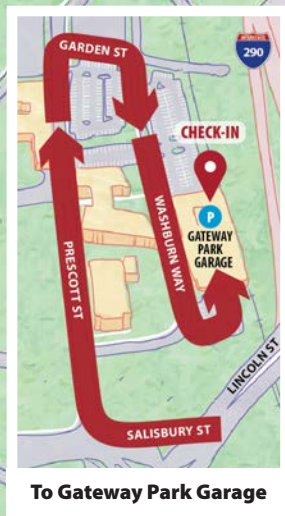 GARDEN ST
INTERSTATE
290
CHECK-IN
P
GATEWAY
PARK
GARAGE
WASHBURN WAY
PRESCOTT ST
LINCOLN ST
SALISBURY ST
To Gateway Park Garage